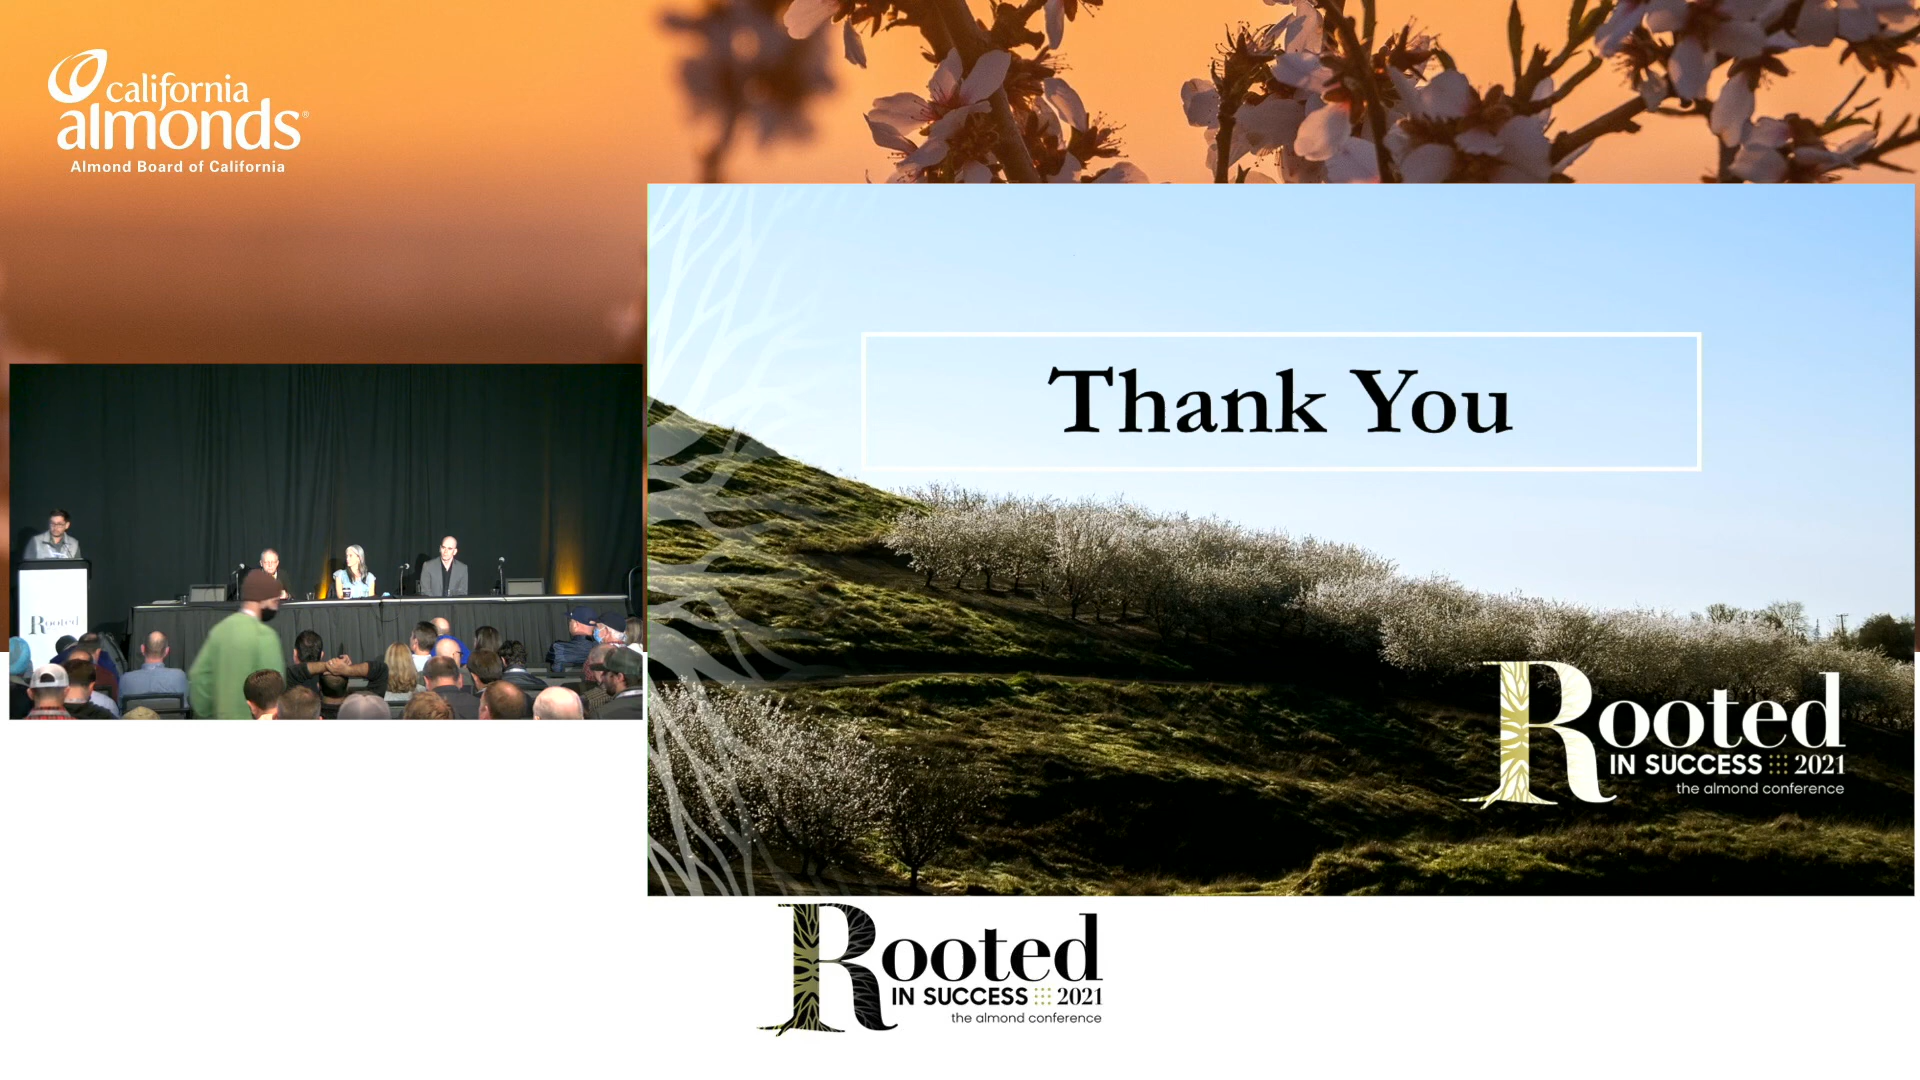 california
almonds®
Almond Board of California
Thank You
Rooted
IN SUCCESS 2021
the almond conference
Rooted
Rooted
IN SUCCESS 2021
the almond conference